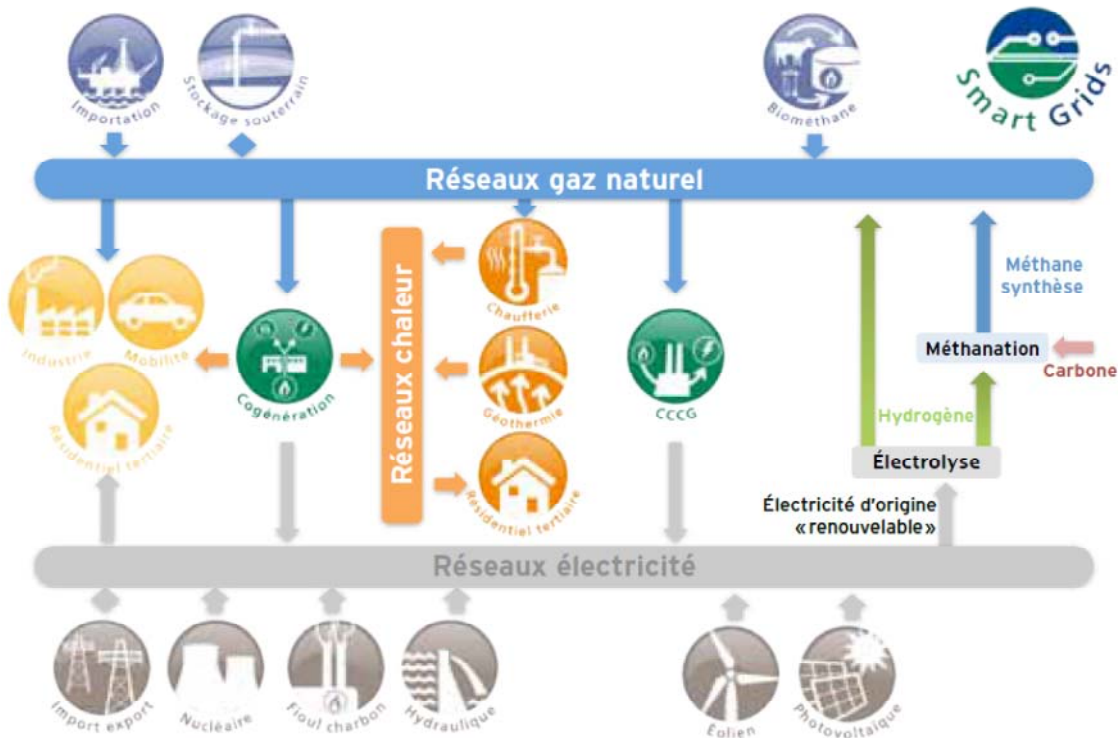 Importation
Stockage souterrain
Biométhane
Smart Grids
Réseaux gaz naturel
Industrie
Mobilité
Résidentiel tertiaire
Cogénération
Réseaux chaleur
Chaufferie
Géothermie
Résidentiel tertiaire
CCCG
Méthane
synthèse
Méthanation
Carbone
Hydrogène
Électrolyse
Électricité d'origine
« renouvelable »
Réseaux électricité
Import export
Nucléaire
Fioul charbon
Hydraulique
Éolien
Photovoltaïque